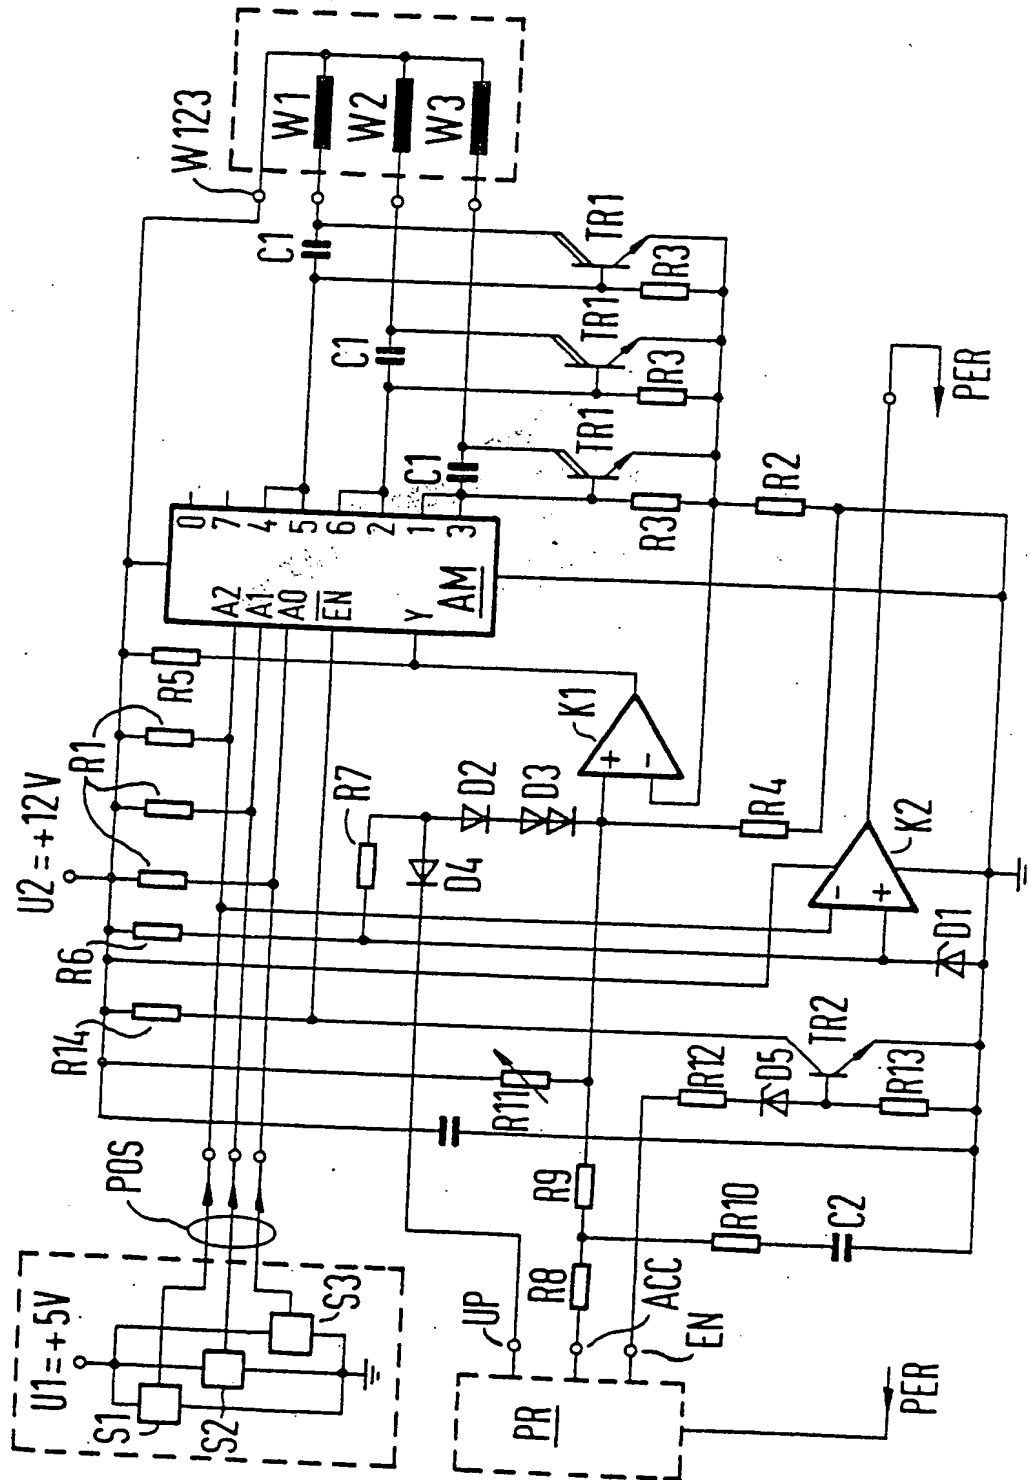 W123
W1
W2
W3
C1
TR1
R3
C1
TR1
R3
C1
TR1
R3
R2
PER
0
7
4
5
6
2
1
3
A2
A1
A0
EN
Y
AM
R5
R1
U2=+12V
R6
R14
R7
D2
D3
D4
K1
+
-
R4
K2
-
+
D1
TR2
R11
R12
D5
R13
POS
R9
R10
C2
R8
U1=+5V
S1
S2
S3
UP
ACC
EN
PR
PER